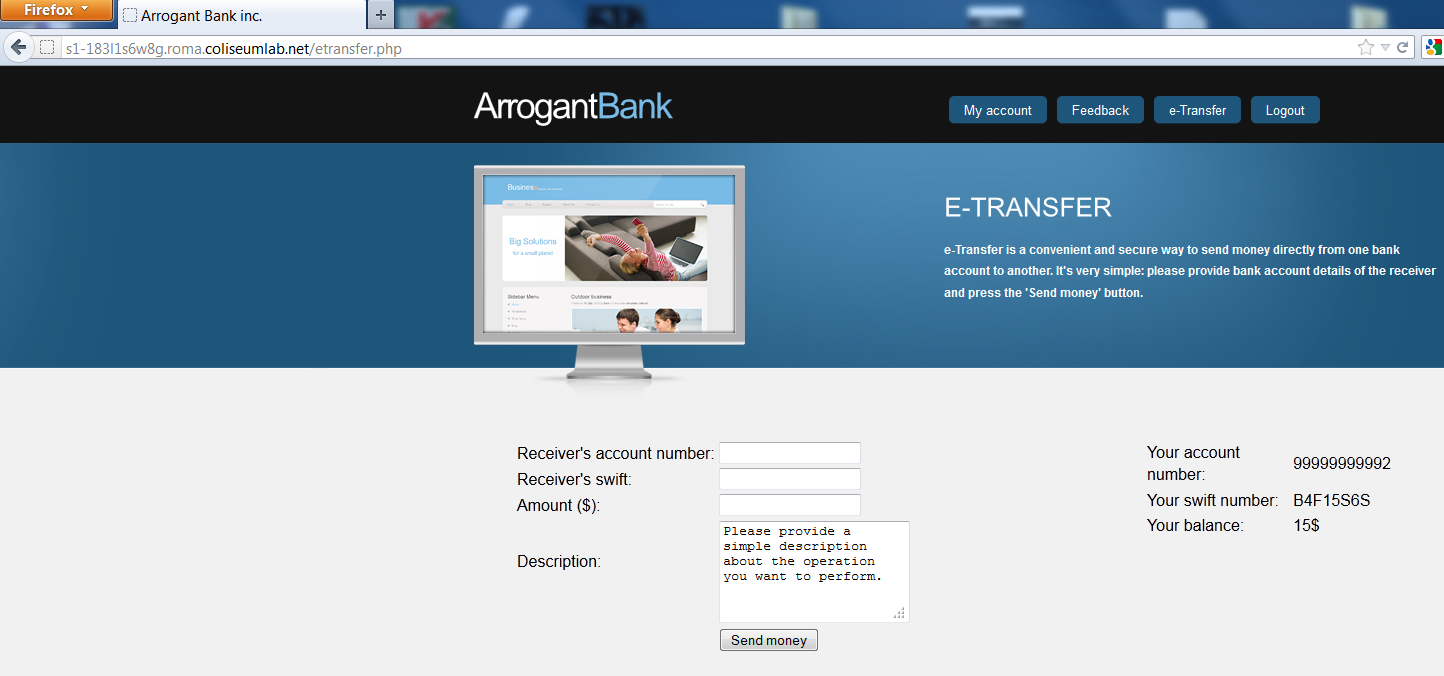 Firefox
Arrogant Bank inc.
+
s1-183l1s6w8g.roma.coliseumlab.net/etransfer.php
ArrogantBank
My account
Feedback
e-Transfer
Logout
Business
Big Solutions
for a small planet
Sidebar Menu
Outdoor business
E-TRANSFER
e-Transfer is a convenient and secure way to send money directly from one bank
account to another. It's very simple: please provide bank account details of the receiver
and press the 'Send money' button.
Receiver's account number:
Receiver's swift:
Amount ($):
Description:
Please provide a
simple description
about the operation
you want to perform.
Send money
Your account
number:
99999999992
Your swift number: B4F15S6S
Your balance: 15$